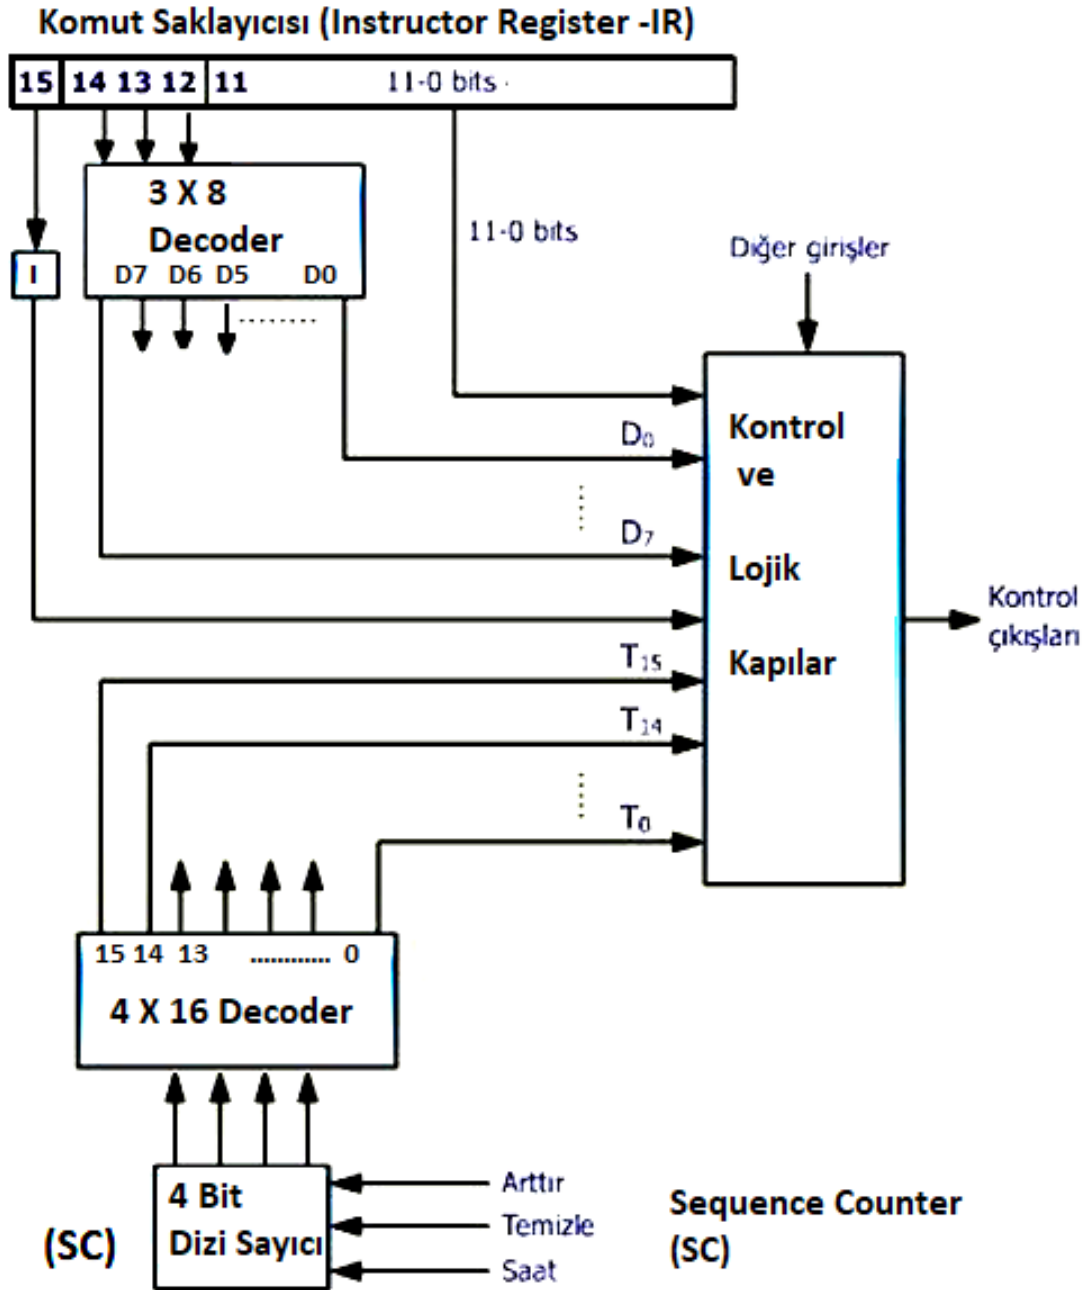 Komut Saklayıcısı (Instructor Register -IR)
15 14 13 12 11 11-0 bits
3 X 8
Decoder
D7 D6 D5 D0
I
11-0 bits
Diğer girişler
D0
D7
Kontrol
ve
Lojik
Kapılar
Kontrol
çıkışları
T15
T14
T0
15 14 13 ............ 0
4 X 16 Decoder
4 Bit
Dizi Sayıcı
(SC)
Arttır
Temizle
Saat
Sequence Counter
(SC)